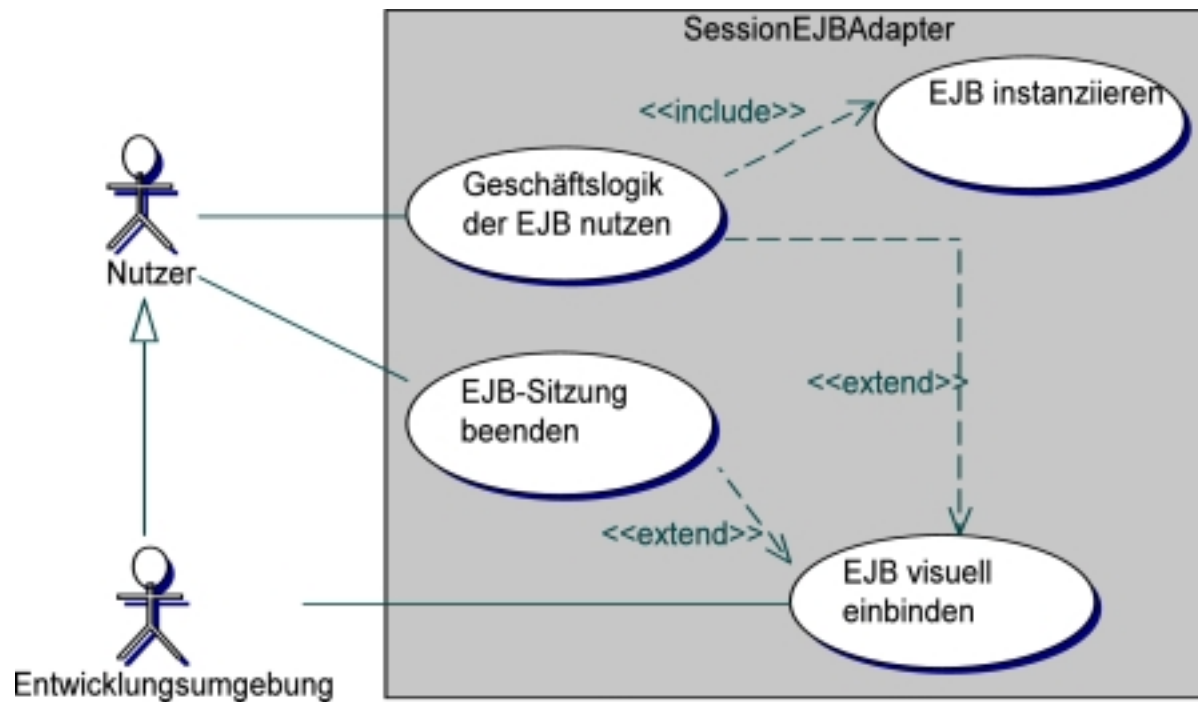 SessionEJBAdapter
EJB instanziieren
<<include>>
Geschäftslogik
der EJB nutzen
Nutzer
<<extend>>
EJB-Sitzung
beenden
<<extend>>
EJB visuell
einbinden
Entwicklungsumgebung